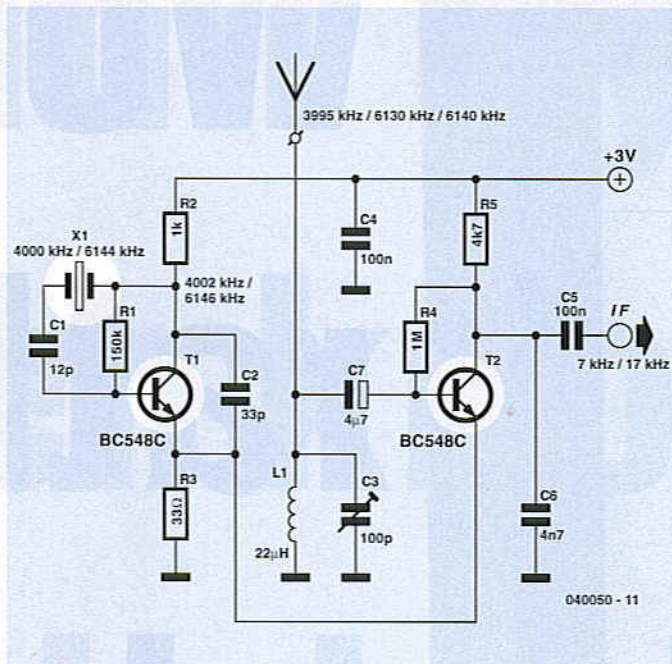 3995 kHz / 6130 kHz / 6140 kHz
+3V
R2
1k
C4
100n
R5
4k7
X1
4000 kHz / 6144 kHz
4002 kHz /
6146 kHz
C1
12p
R1
150k
T1
BC548C
C2
33p
R3
33Ω
R4
1M
C7
4µ7
T2
BC548C
C5
100n
IF
7 kHz / 17 kHz
L1
22µH
C3
100p
C6
4n7
040050 - 11